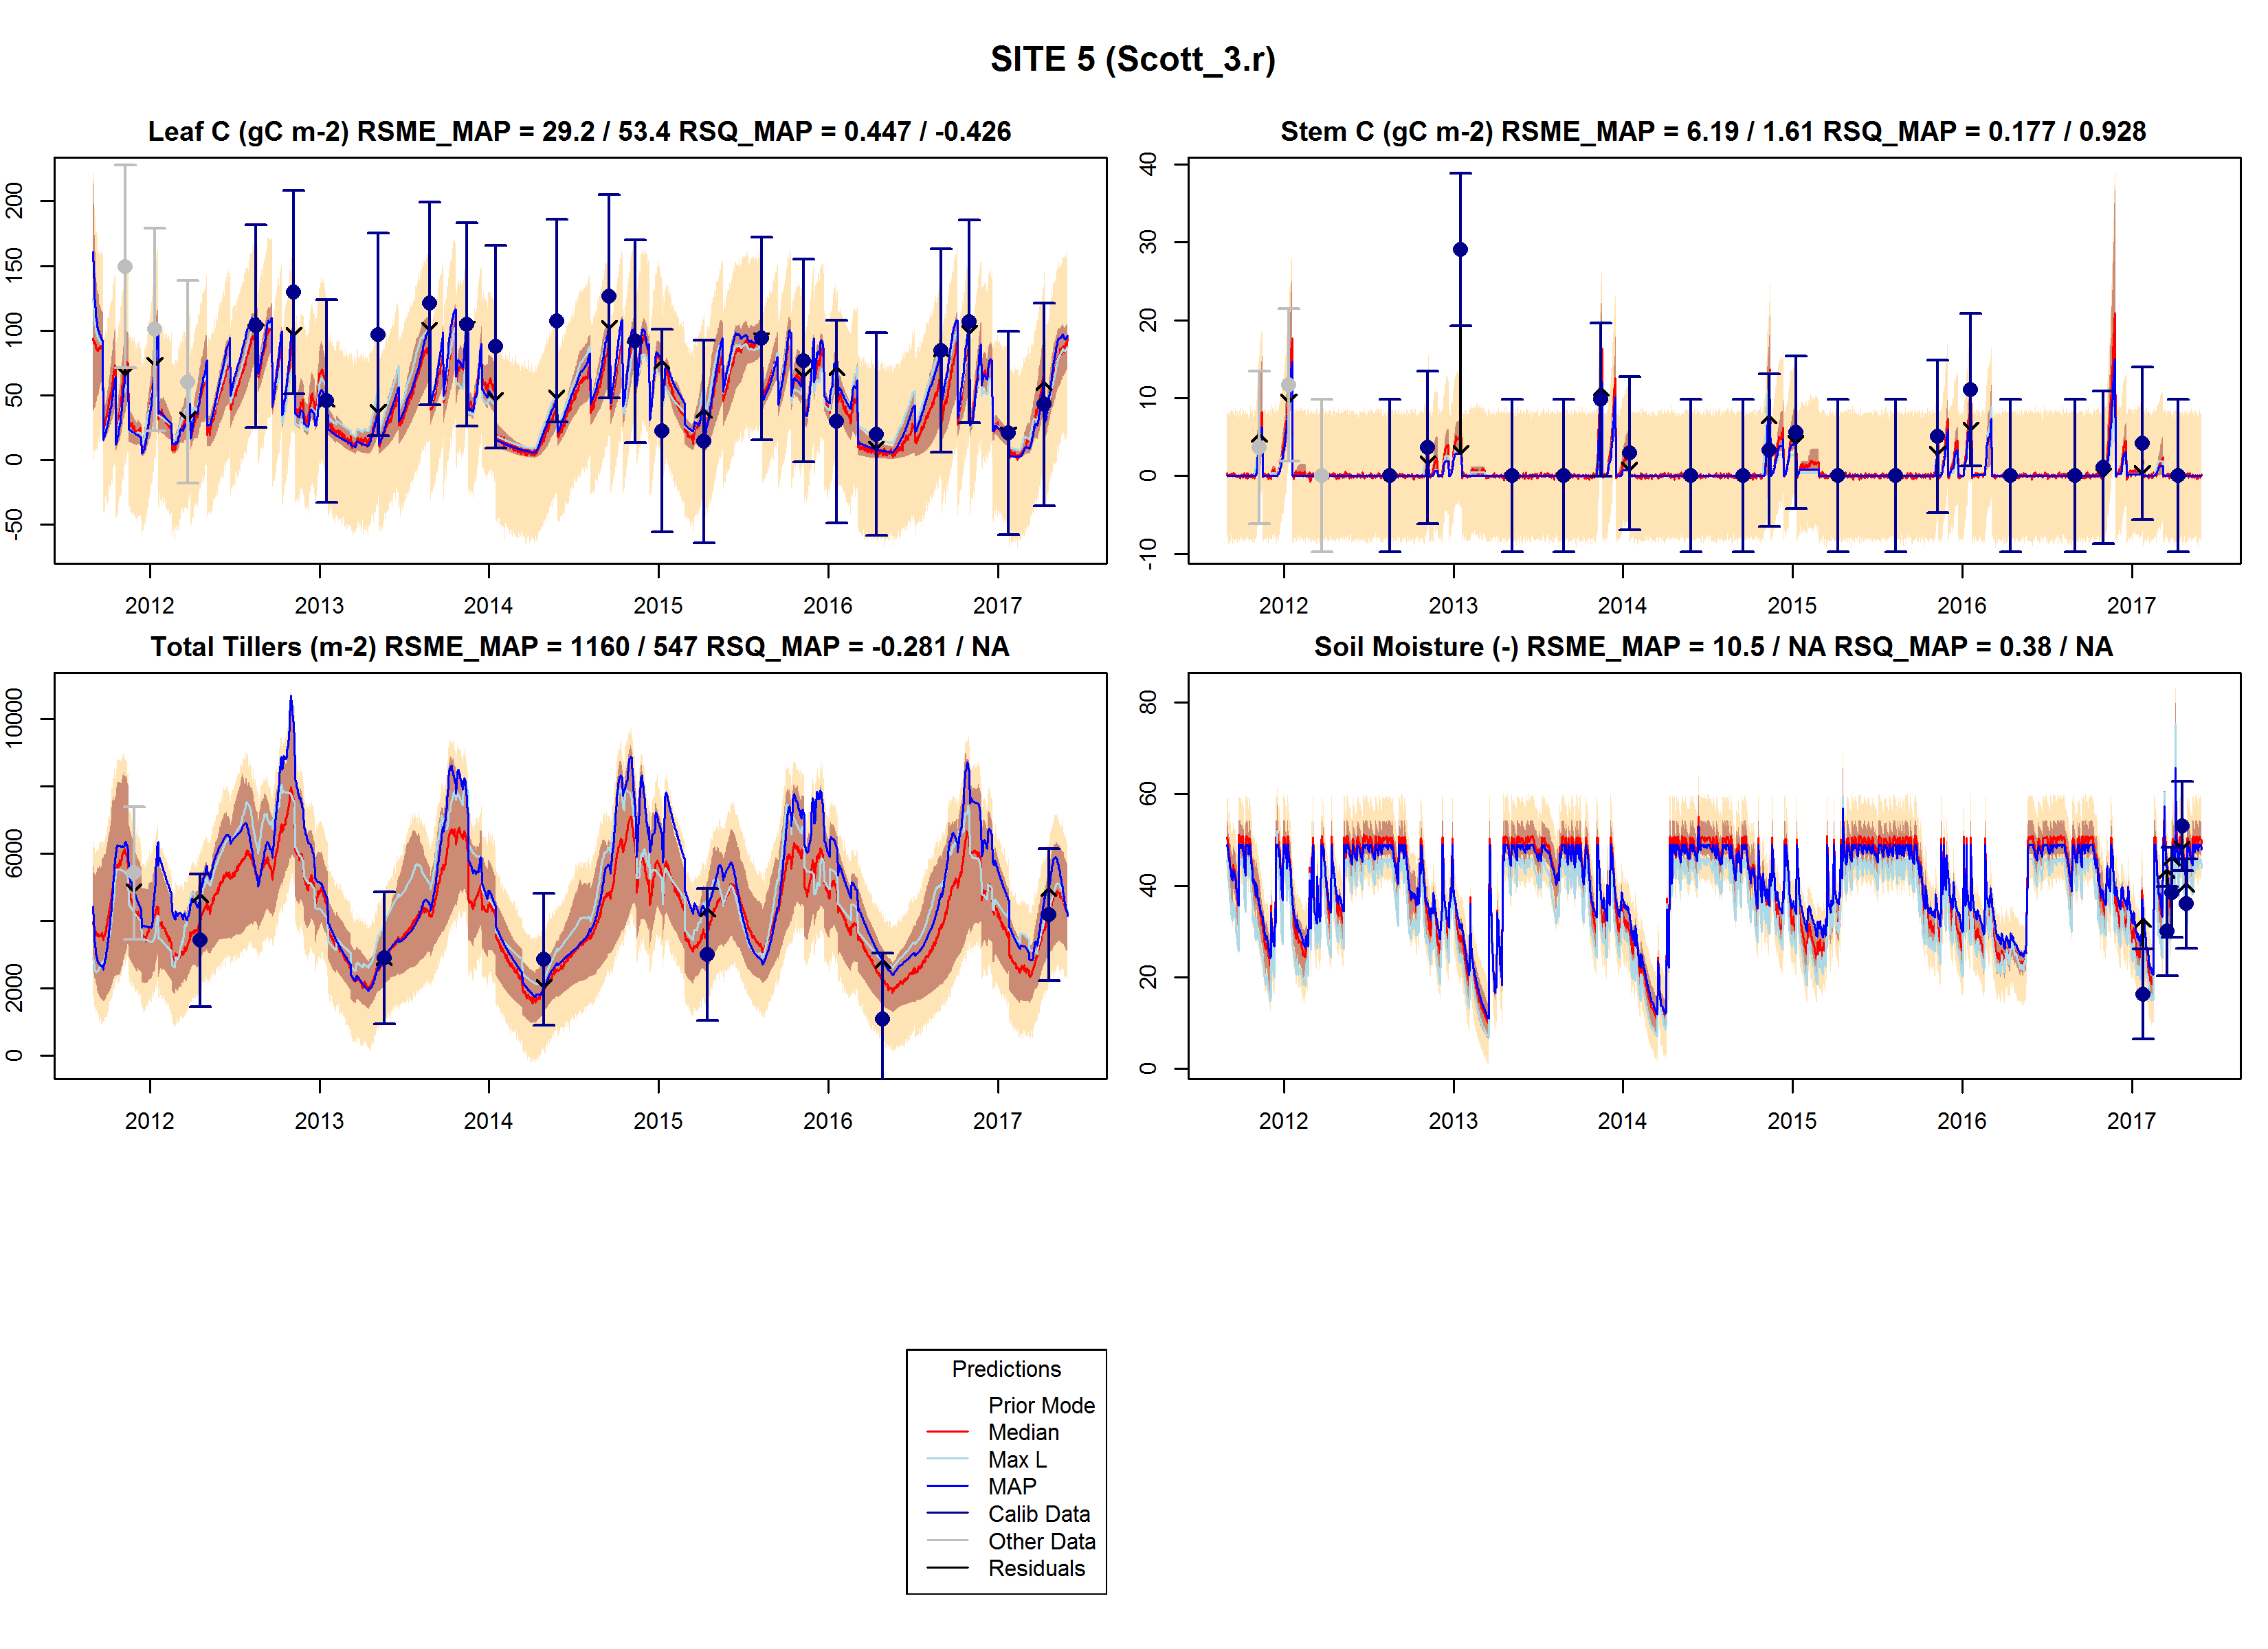 SITE 5 (Scott_3.r)
Leaf C (gC m-2) RSME_MAP = 29.2 / 53.4 RSQ_MAP = 0.447 / -0.426
200
150
100
50
0
-50
2012 2013 2014 2015 2016 2017
Stem C (gC m-2) RSME_MAP = 6.19 / 1.61 RSQ_MAP = 0.177 / 0.928
40
30
20
10
0
-10
2012 2013 2014 2015 2016 2017
Total Tillers (m-2) RSME_MAP = 1160 / 547 RSQ_MAP = -0.281 / NA
10000
6000
2000
0
2012 2013 2014 2015 2016 2017
Soil Moisture (-) RSME_MAP = 10.5 / NA RSQ_MAP = 0.38 / NA
80
60
40
20
0
2012 2013 2014 2015 2016 2017
Predictions
Prior Mode
Median
Max L
MAP
Calib Data
Other Data
Residuals